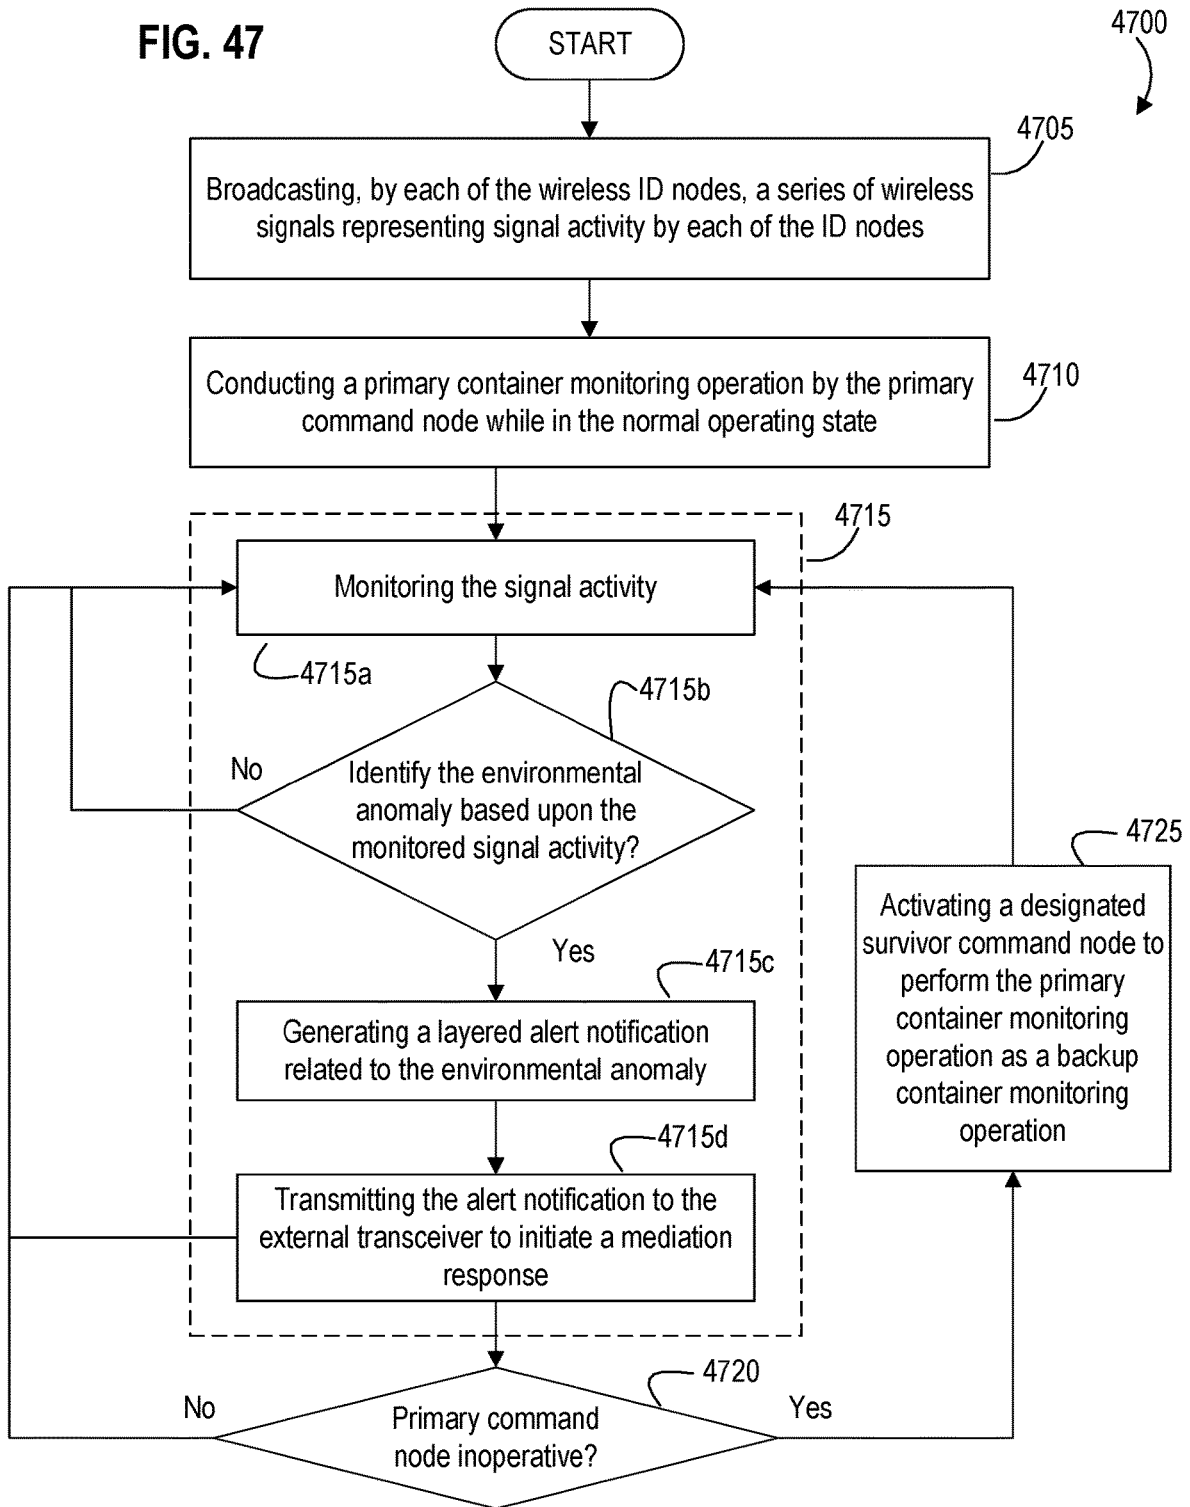 FIG. 47
START
4700
4705
Broadcasting, by each of the wireless ID nodes, a series of wireless
signals representing signal activity by each of the ID nodes
Conducting a primary container monitoring operation by the primary
command node while in the normal operating state
4710
4715
Monitoring the signal activity
4715a
4715b
No
Identify the environmental
anomaly based upon the
monitored signal activity?
Yes
4715c
Generating a layered alert notification
related to the environmental anomaly
4715d
Transmitting the alert notification to the
external transceiver to initiate a mediation
response
4725
Activating a designated
survivor command node to
perform the primary
container monitoring
operation as a backup
container monitoring
operation
4720
No
Primary command
node inoperative?
Yes